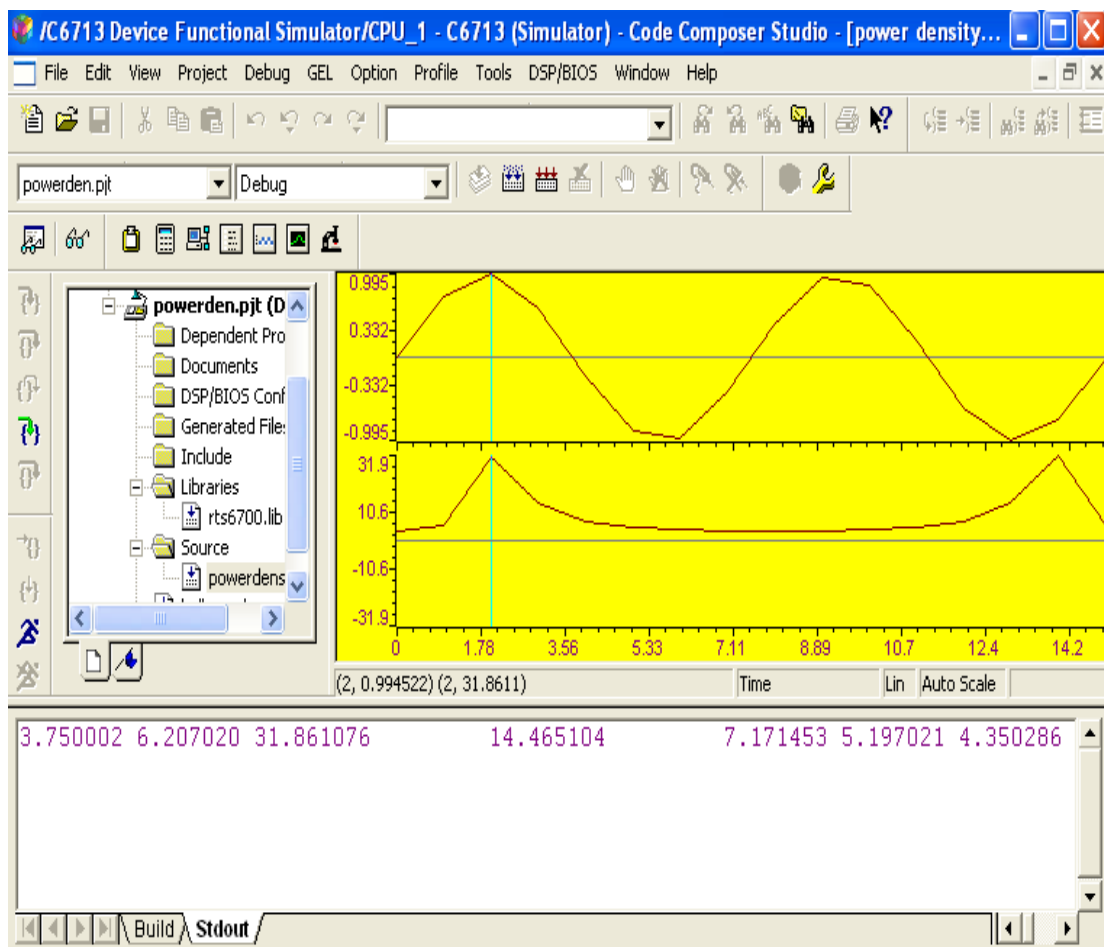 /C6713 Device Functional Simulator/CPU_1 - C6713 (Simulator) - Code Composer Studio - [power density...
File Edit View Project Debug GEL Option Profile Tools DSP/BIOS Window Help
powerden.pjt Debug
powerden.pjt (D
Dependent Pro
Documents
DSP/BIOS Conf
Generated File:
Include
Libraries
rts6700.lib
Source
powerdens
0.995
0.332
-0.332
-0.995
31.9
10.6
-10.6
-31.9
0 1.78 3.56 5.33 7.11 8.89 10.7 12.4 14.2
(2, 0.994522) (2, 31.8611) Time Lin Auto Scale
3.750002 6.207020 31.861076 14.465104 7.171453 5.197021 4.350286
Build Stdout